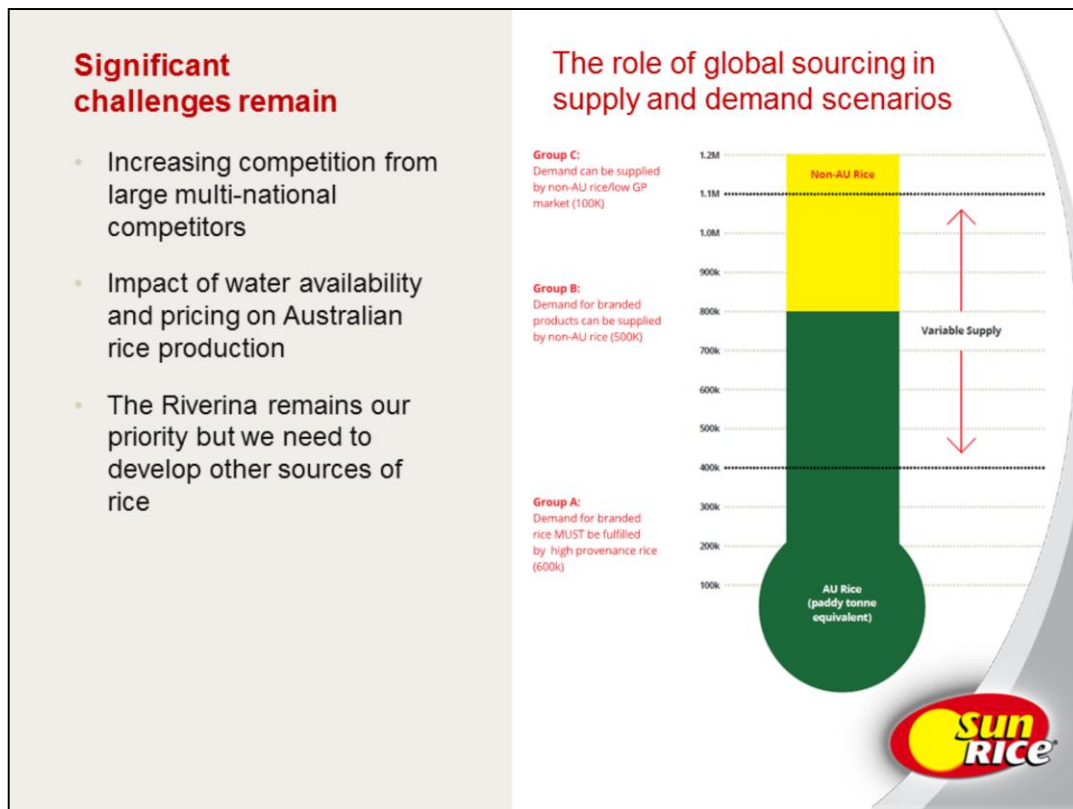 Significant
challenges remain
• Increasing competition from
large multi-national
competitors
• Impact of water availability
and pricing on Australian
rice production
• The Riverina remains our
priority but we need to
develop other sources of
rice
The role of global sourcing in
supply and demand scenarios
Group C:
Demand can be supplied
by non-AU rice/low GP
market (100K)
Group B:
Demand for branded
products can be supplied
by non-AU rice (500K)
Group A:
Demand for branded
rice MUST be fulfilled
by high provenance rice
(600k)
1.2M
1.1M
1.0M
900k
800k
700k
600k
500k
400k
300k
200k
100k
Non-AU Rice
Variable Supply
AU Rice
(paddy tonne
equivalent)
Sun
RICE